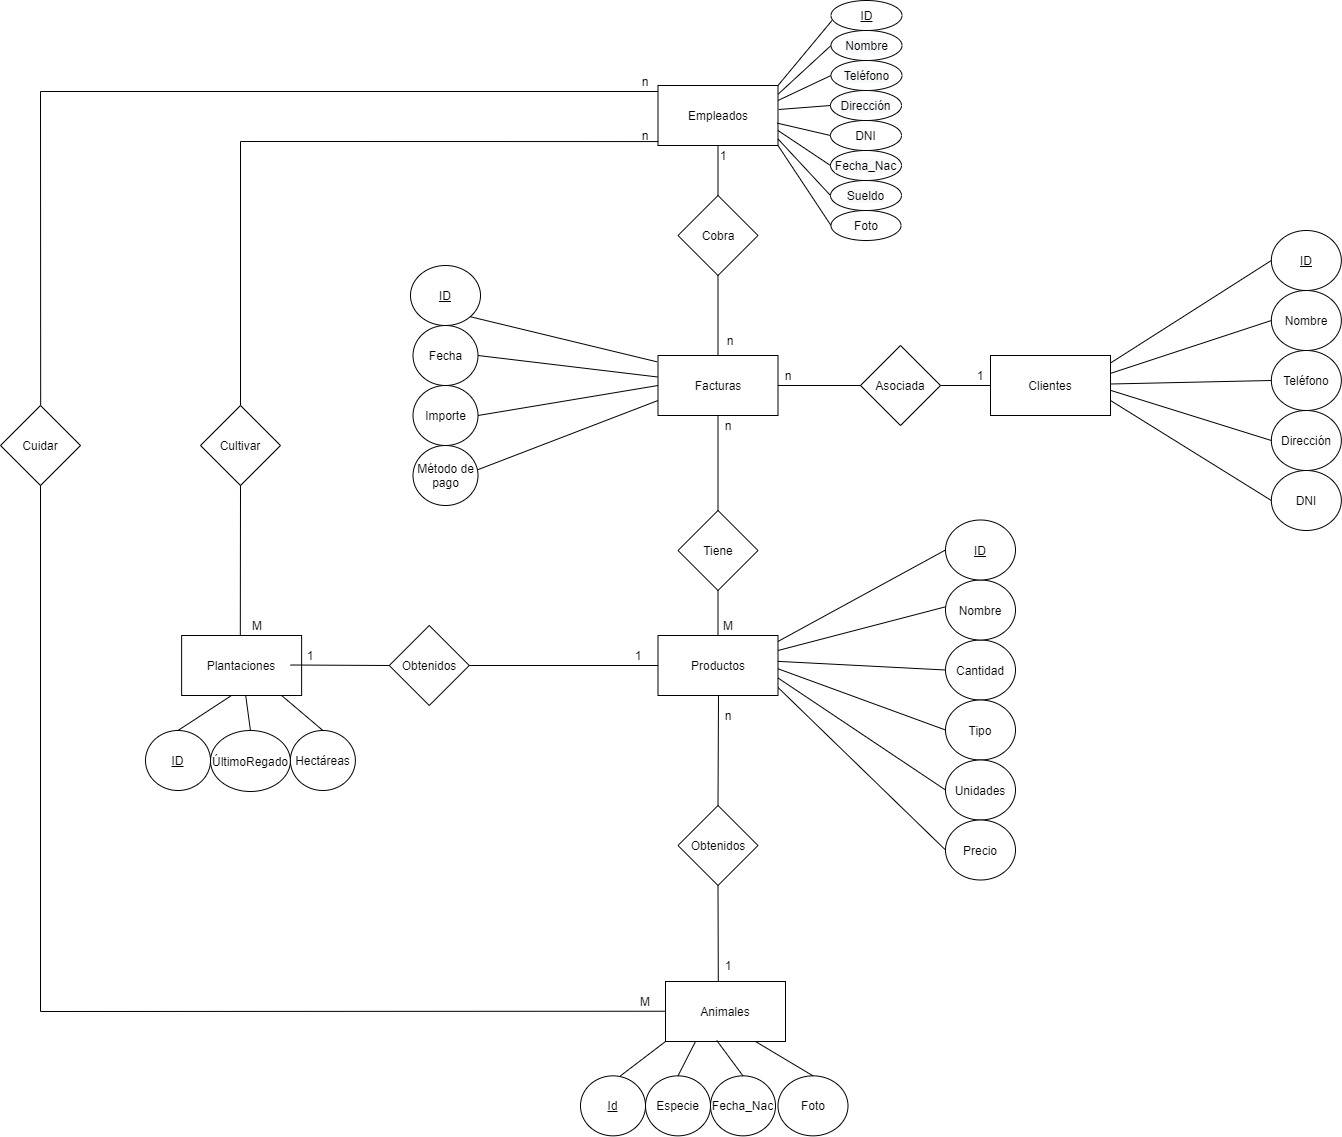 ID
Nombre
Teléfono
Dirección
DNI
Fecha_Nac
Sueldo
Foto
n
Empleados
n
1
Cobra
n
ID
Fecha
Importe
Método de
pago
Facturas
n
Asociada
1
Clientes
ID
Nombre
Teléfono
Dirección
DNI
n
Cuidar
Cultivar
Tiene
M
M
Plantaciones
1
Obtenidos
1
Productos
ID
Nombre
Cantidad
Tipo
Unidades
Precio
ID
ÚltimoRegado
Hectáreas
n
Obtenidos
1
M
Animales
Id
Especie
Fecha_Nac
Foto